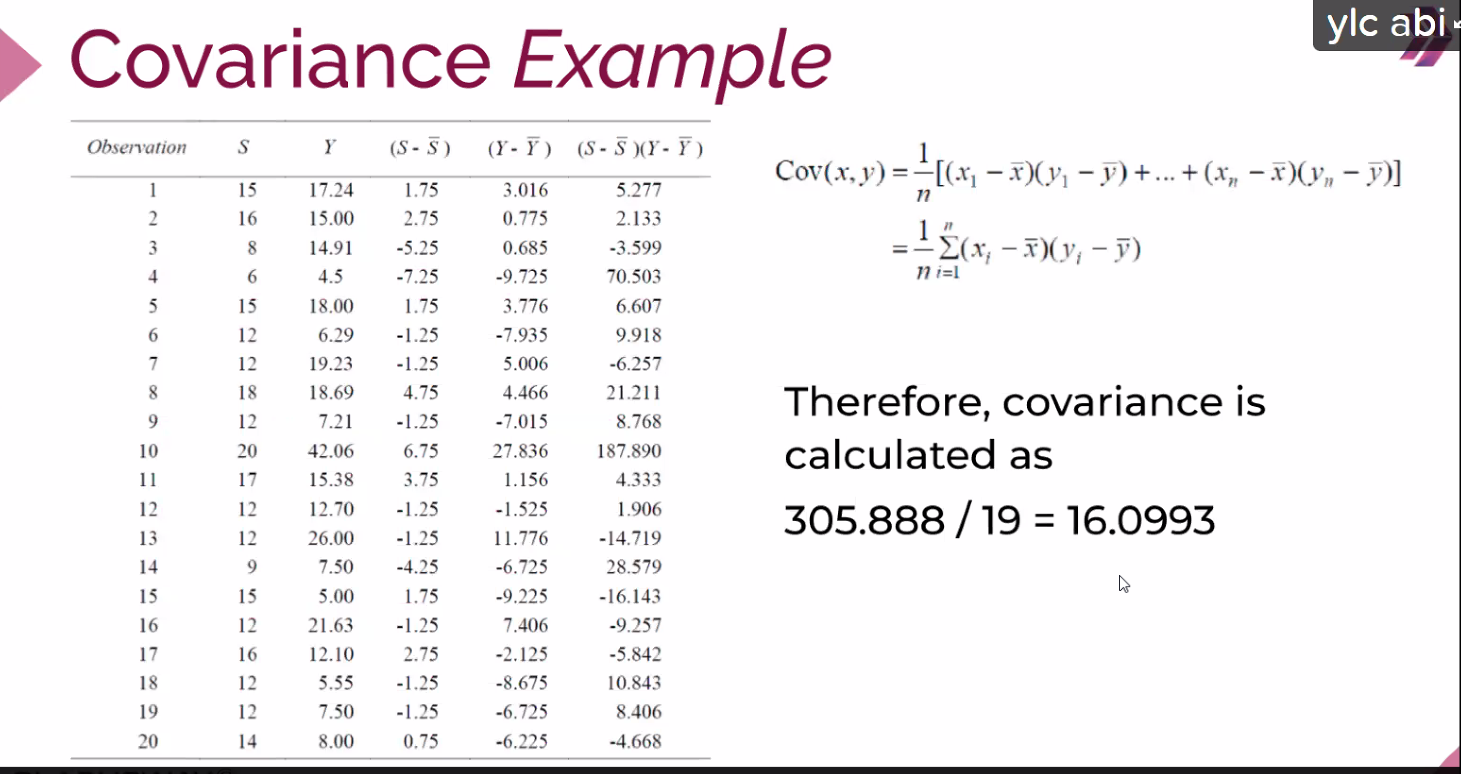 ylc abi
Covariance Example
Observation S Y (S - S̅) (Y - Y̅) (S - S̅)(Y - Y̅)
1 15 17.24 1.75 3.016 5.277
2 16 15.00 2.75 0.775 2.133
3 8 14.91 -5.25 0.685 -3.599
4 6 4.5 -7.25 -9.725 70.503
5 15 18.00 1.75 3.776 6.607
6 12 6.29 -1.25 -7.935 9.918
7 12 19.23 -1.25 5.006 -6.257
8 18 18.69 4.75 4.466 21.211
9 12 7.21 -1.25 -7.015 8.768
10 20 42.06 6.75 27.836 187.890
11 17 15.38 3.75 1.156 4.333
12 12 12.70 -1.25 -1.525 1.906
13 12 26.00 -1.25 11.776 -14.719
14 9 7.50 -4.25 -6.725 28.579
15 15 5.00 1.75 -9.225 -16.143
16 12 21.63 -1.25 7.406 -9.257
17 16 12.10 2.75 -2.125 -5.842
18 12 5.55 -1.25 -8.675 10.843
19 12 7.50 -1.25 -6.725 8.406
20 14 8.00 0.75 -6.225 -4.668
Cov(x, y) = 1/n [(x₁ − x̅)(y₁ − y̅) + ... + (xₙ − x̅)(yₙ − y̅)]
= 1/n Σⁿᵢ₌₁ (xᵢ − x̅)(yᵢ − y̅)
Therefore, covariance is
calculated as
305.888 / 19 = 16.0993